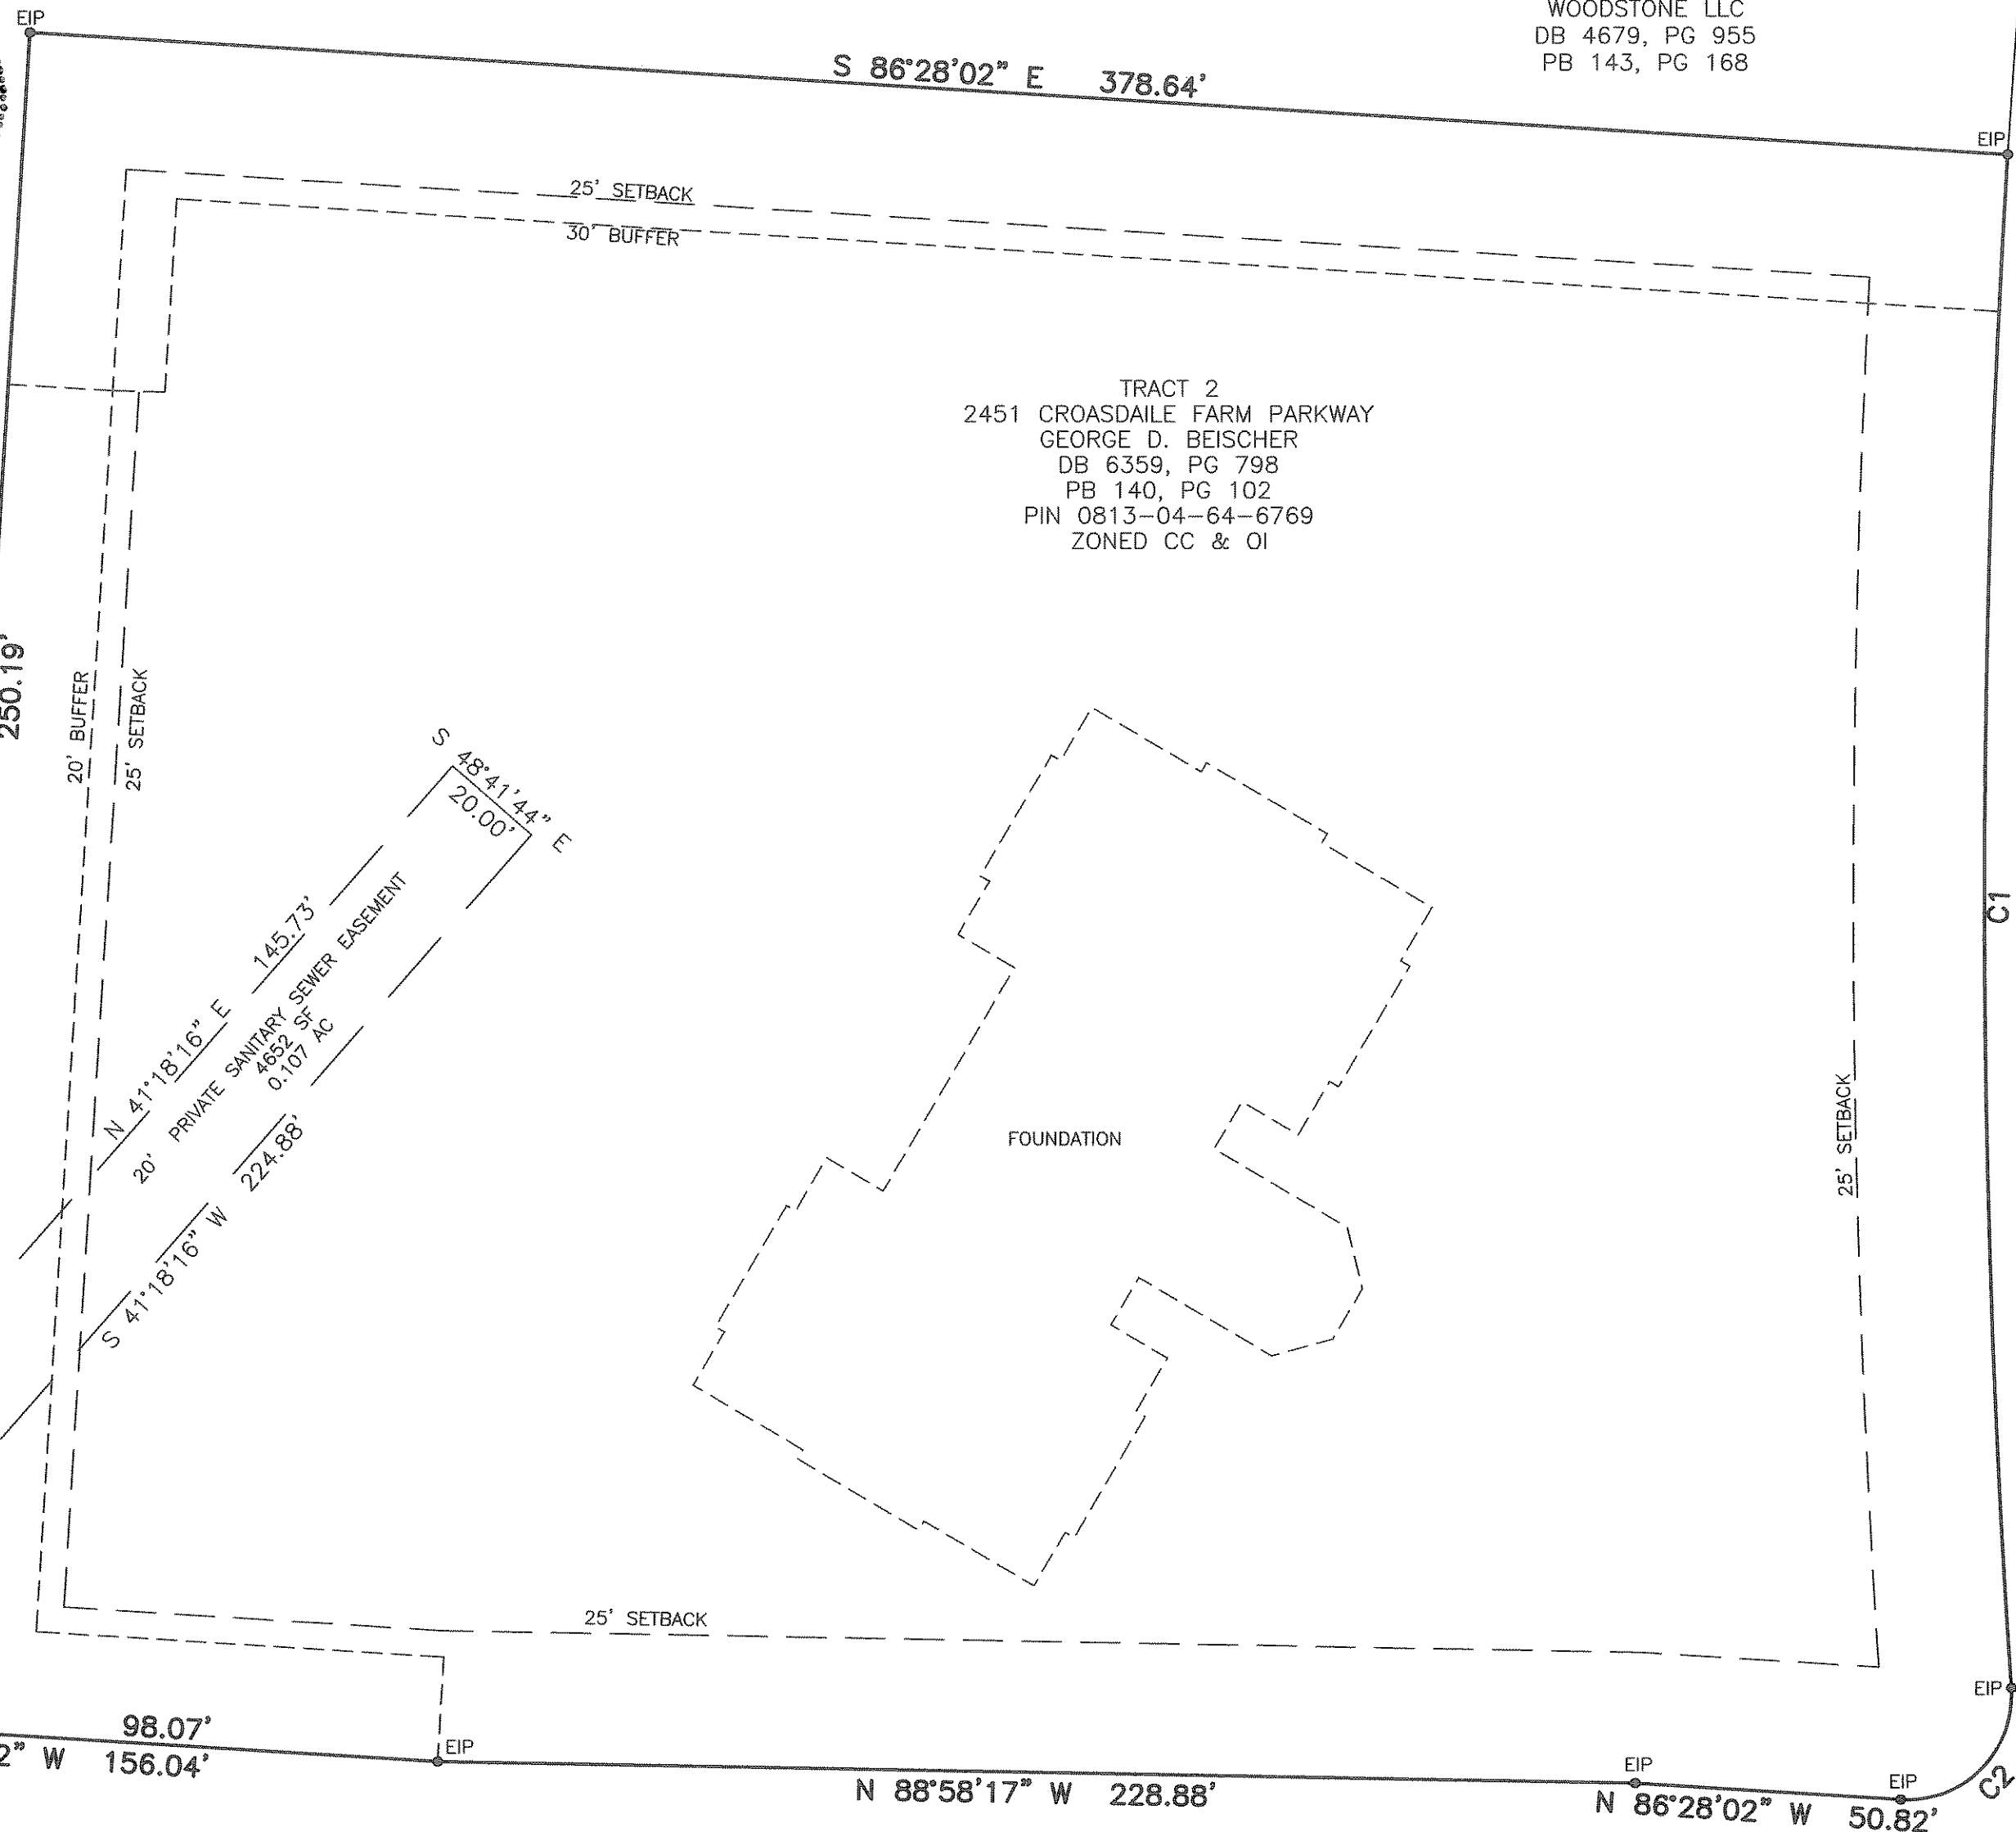 EIP
WOODSTONE LLC
DB 4679, PG 955
PB 143, PG 168
S 86°28'02" E 378.64'
EIP
25' SETBACK
30' BUFFER
TRACT 2
2451 CROASDAILE FARM PARKWAY
GEORGE D. BEISCHER
DB 6359, PG 798
PB 140, PG 102
PIN 0813-04-64-6769
ZONED CC & OI
250.19'
20' BUFFER
25' SETBACK
S 48°41'44" E
20.00'
N 41°18'16" E 145.73'
20' PRIVATE SANITARY SEWER EASEMENT
4652 SF
0.107 AC
S 41°18'16" W 224.88'
C1
FOUNDATION
25' SETBACK
25' SETBACK
EIP
98.07'
2" W 156.04'
EIP
N 88°58'17" W 228.88'
EIP
N 86°28'02" W 50.82'
EIP
C2